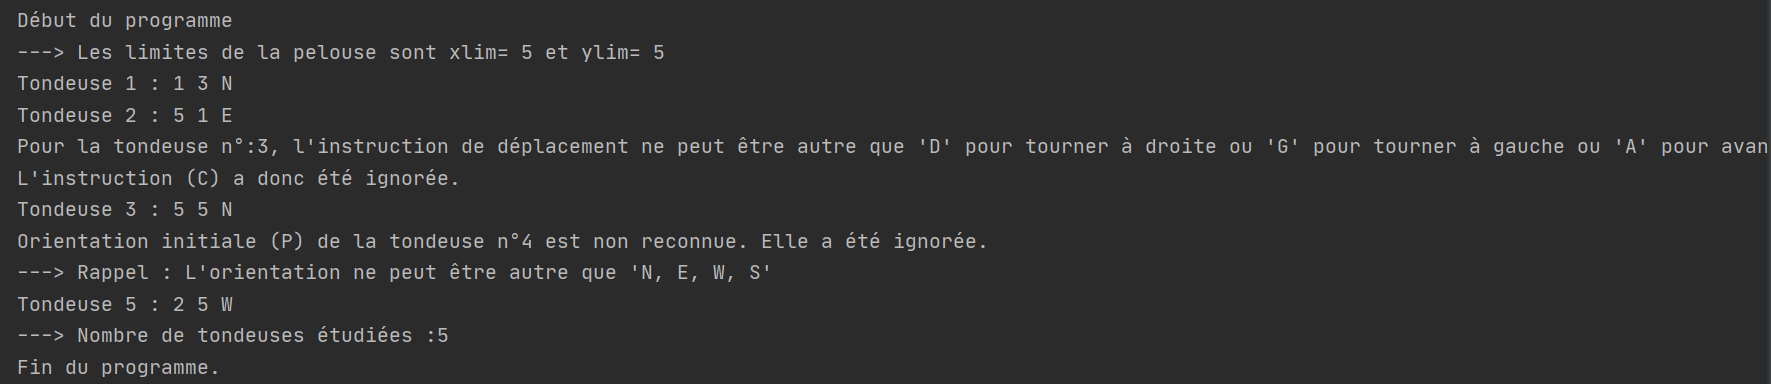 Début du programme
---> Les limites de la pelouse sont xlim= 5 et ylim= 5
Tondeuse 1 : 1 3 N
Tondeuse 2 : 5 1 E
Pour la tondeuse n°:3, l'instruction de déplacement ne peut être autre que 'D' pour tourner à droite ou 'G' pour tourner à gauche ou 'A' pour avan
L'instruction (C) a donc été ignorée.
Tondeuse 3 : 5 5 N
Orientation initiale (P) de la tondeuse n°4 est non reconnue. Elle a été ignorée.
---> Rappel : L'orientation ne peut être autre que 'N, E, W, S'
Tondeuse 5 : 2 5 W
---> Nombre de tondeuses étudiées :5
Fin du programme.